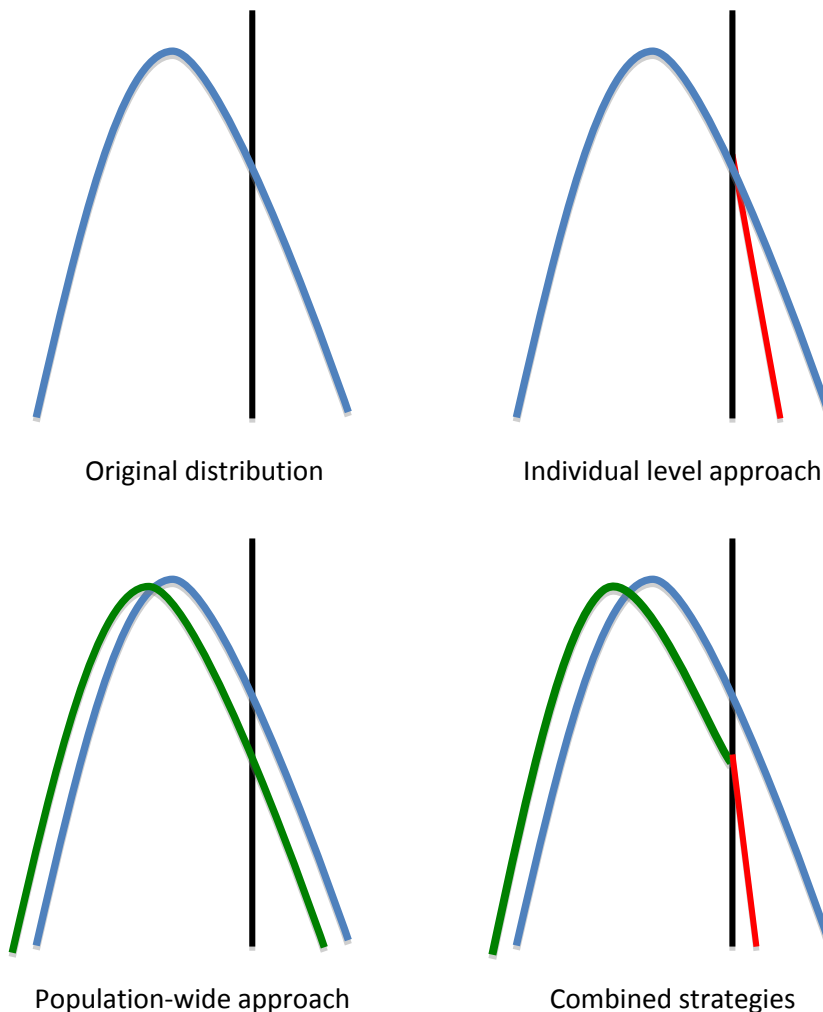 Original distribution
Individual level approach
Population-wide approach
Combined strategies